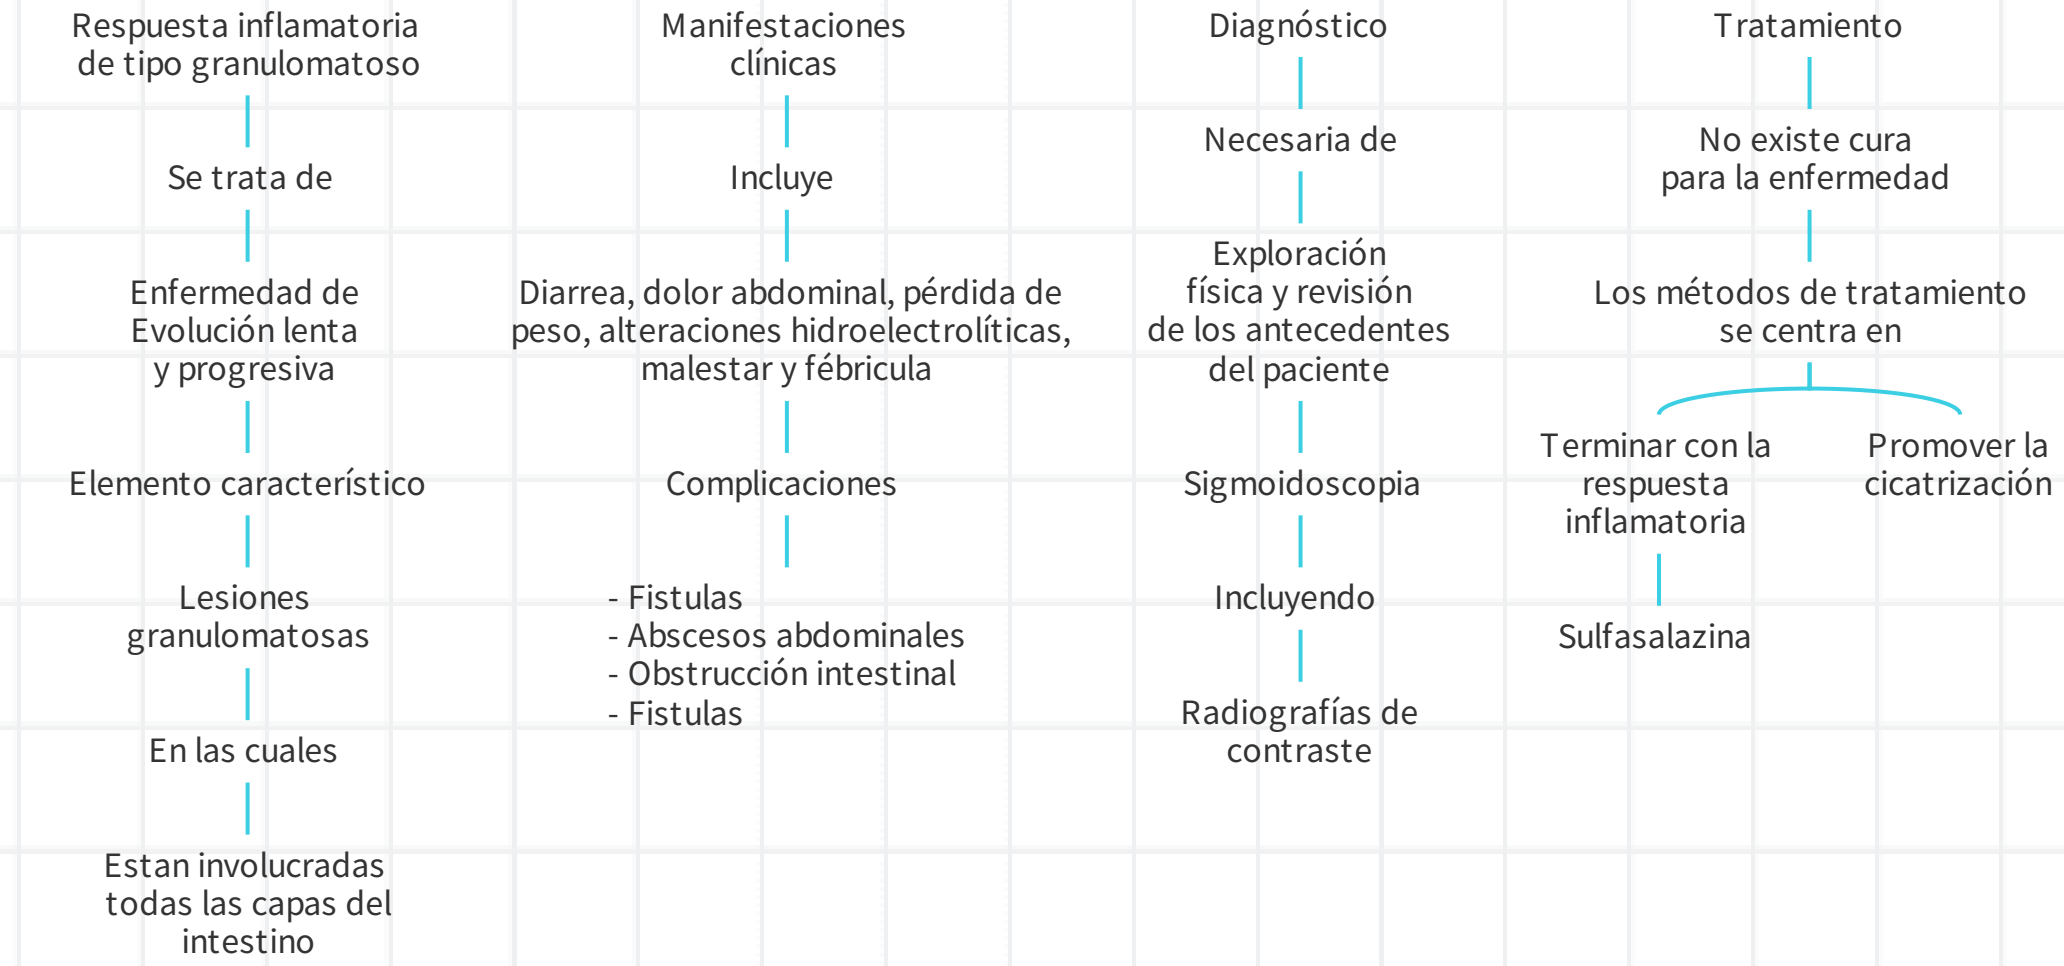 Respuesta inflamatoria
de tipo granulomatoso
Se trata de
Enfermedad de
Evolución lenta
y progresiva
Elemento característico
Lesiones
granulomatosas
En las cuales
Estan involucradas
todas las capas del
intestino
Manifestaciones
clínicas
Incluye
Diarrea, dolor abdominal, pérdida de
peso, alteraciones hidroelectrolíticas,
malestar y fébricula
Complicaciones
- Fistulas
- Abscesos abdominales
- Obstrucción intestinal
- Fistulas
Diagnóstico
Necesaria de
Exploración
física y revisión
de los antecedentes
del paciente
Sigmoidoscopia
Incluyendo
Radiografías de
contraste
Tratamiento
No existe cura
para la enfermedad
Los métodos de tratamiento
se centra en
Terminar con la
respuesta
inflamatoria
Sulfasalazina
Promover la
cicatrización